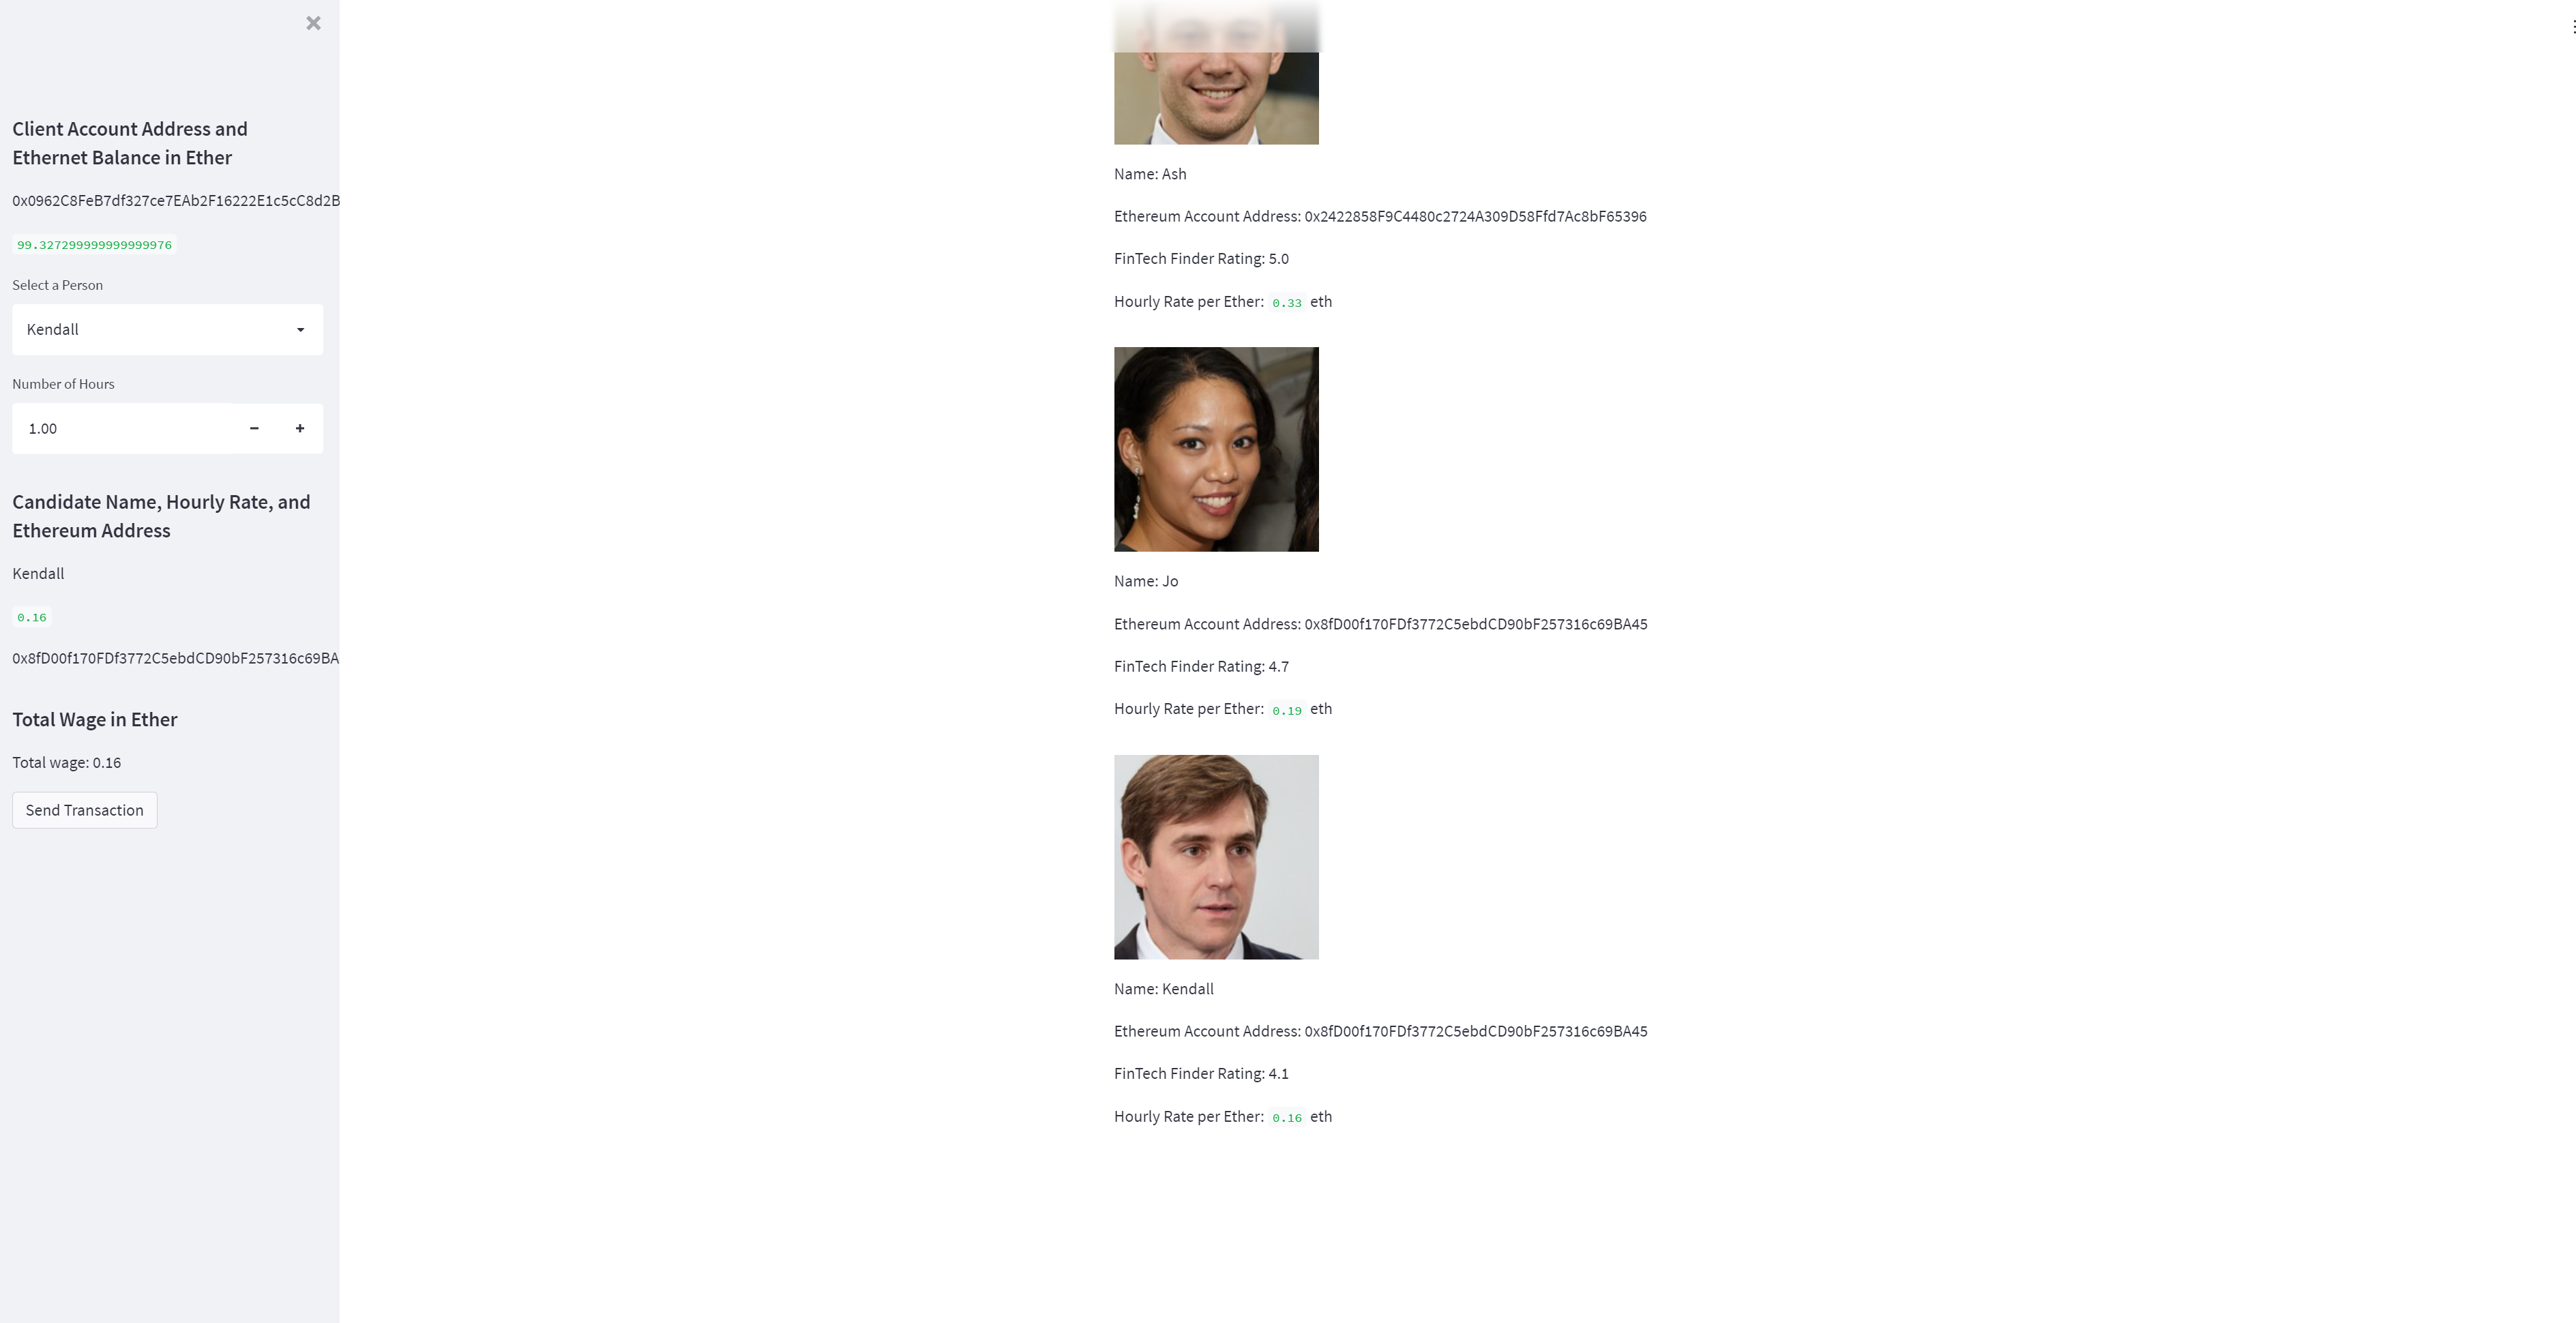 Client Account Address and
Ethernet Balance in Ether
0x0962C8FeB7df327ce7EAb2F16222E1c5cC8d2B
99.327299999999999976
Select a Person
Kendall
Number of Hours
1.00
Candidate Name, Hourly Rate, and
Ethereum Address
Kendall
0.16
0x8fD00f170FDf3772C5ebdCD90bF257316c69BA
Total Wage in Ether
Total wage: 0.16
Send Transaction
Name: Ash
Ethereum Account Address: 0x2422858F9C4480c2724A309D58Ffd7Ac8bF65396
FinTech Finder Rating: 5.0
Hourly Rate per Ether: 0.33 eth
Name: Jo
Ethereum Account Address: 0x8fD00f170FDf3772C5ebdCD90bF257316c69BA45
FinTech Finder Rating: 4.7
Hourly Rate per Ether: 0.19 eth
Name: Kendall
Ethereum Account Address: 0x8fD00f170FDf3772C5ebdCD90bF257316c69BA45
FinTech Finder Rating: 4.1
Hourly Rate per Ether: 0.16 eth